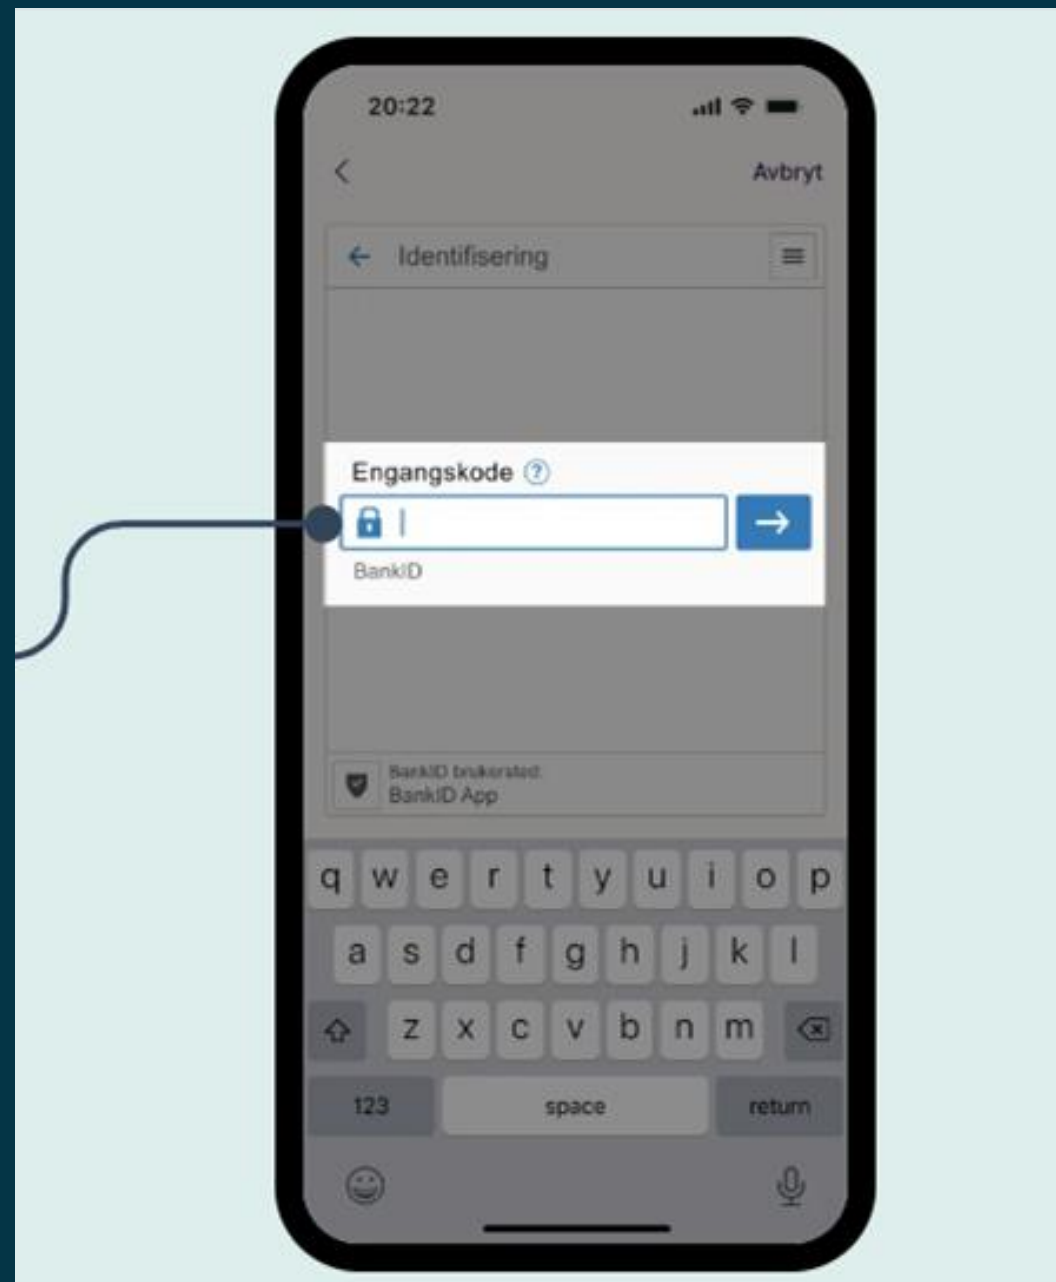 20:22
Avbryt
Identifisering
Engangskode ?
BankID
BankID brukersted:
BankID App
q w e r t y u i o p
a s d f g h j k l
z x c v b n m
123 space return